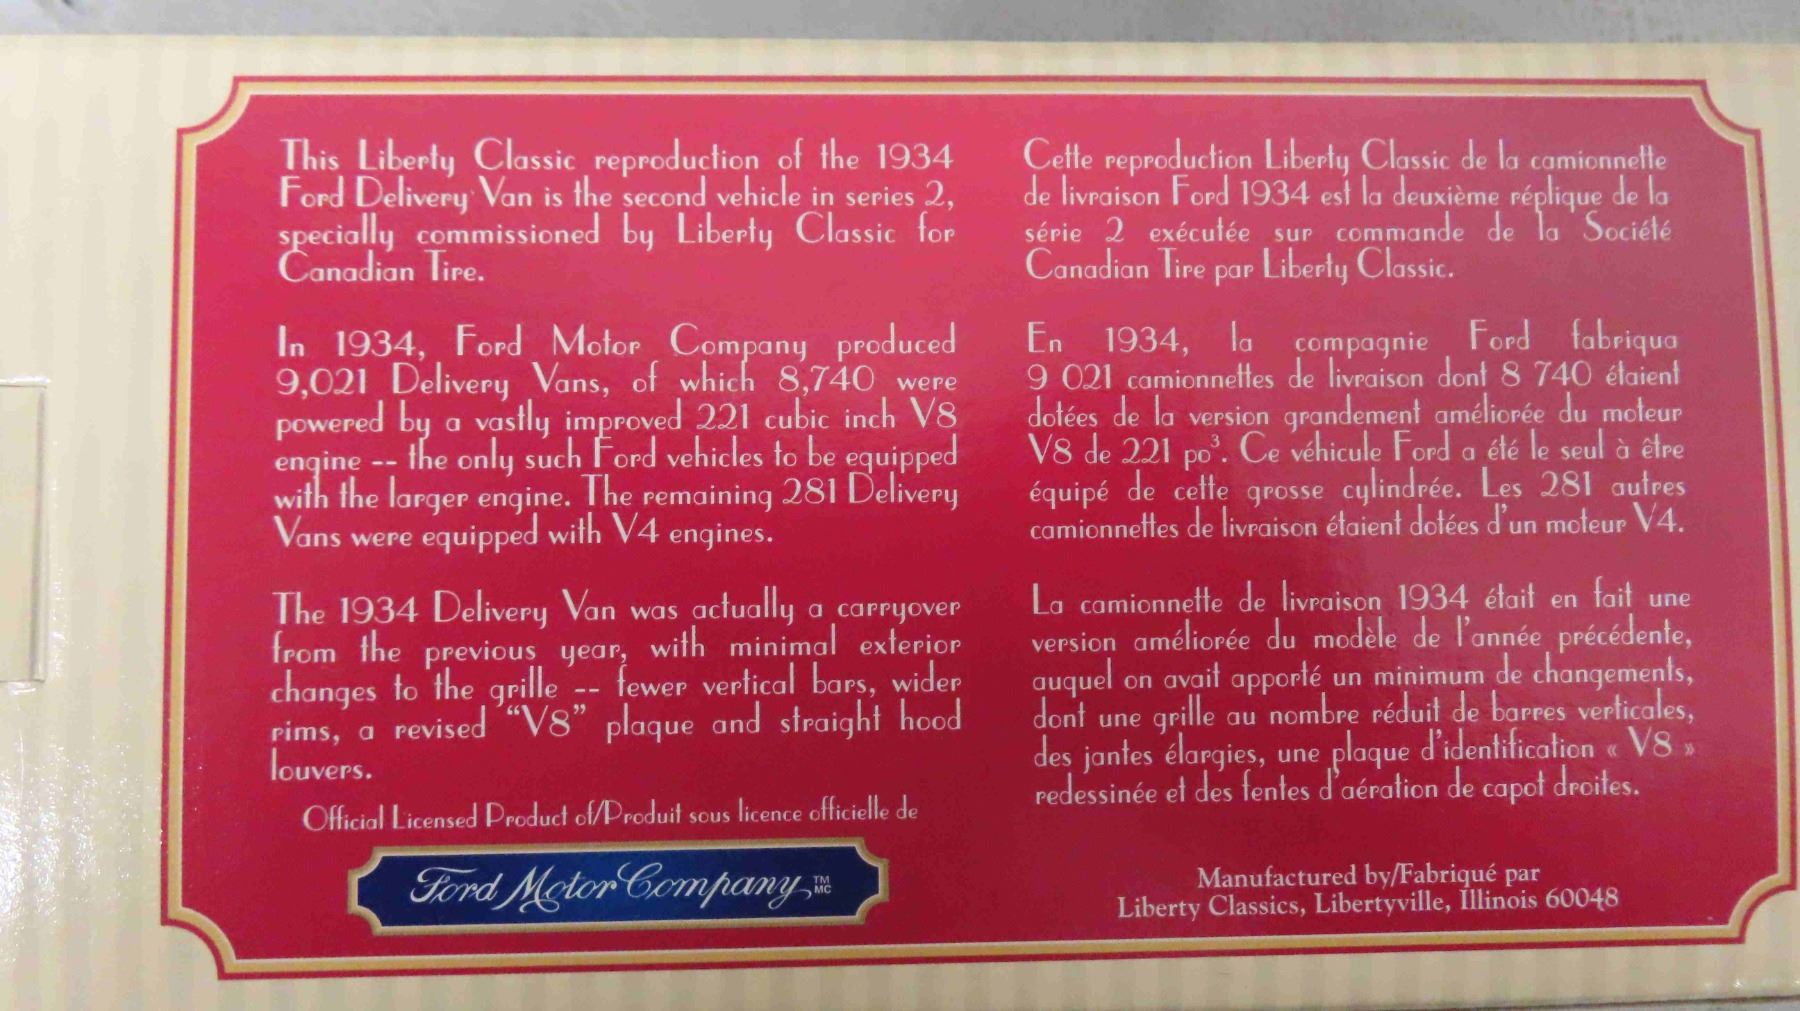 This Liberty Classic reproduction of the 1934
Ford Delivery Van is the second vehicle in series 2,
specially commissioned by Liberty Classic for
Canadian Tire.
In 1934, Ford Motor Company produced
9,021 Delivery Vans, of which 8,740 were
powered by a vastly improved 221 cubic inch V8
engine -- the only such Ford vehicles to be equipped
with the larger engine. The remaining 281 Delivery
Vans were equipped with V4 engines.
The 1934 Delivery Van was actually a carryover
from the previous year, with minimal exterior
changes to the grille -- fewer vertical bars, wider
rims, a revised “V8” plaque and straight hood
louvers.
Official Licensed Product of/Produit sous licence officielle de
Ford Motor Company TM MC
Cette reproduction Liberty Classic de la camionnette
de livraison Ford 1934 est la deuxième réplique de la
série 2 exécutée sur commande de la Société
Canadian Tire par Liberty Classic.
En 1934, la compagnie Ford fabriqua
9 021 camionnettes de livraison dont 8 740 étaient
dotées de la version grandement améliorée du moteur
V8 de 221 po³. Ce véhicule Ford a été le seul à être
équipé de cette grosse cylindrée. Les 281 autres
camionnettes de livraison étaient dotées d'un moteur V4.
La camionnette de livraison 1934 était en fait une
version améliorée du modèle de l'année précédente,
auquel on avait apporté un minimum de changements,
dont une grille au nombre réduit de barres verticales,
des jantes élargies, une plaque d'identification « V8 »
redessinée et des fentes d'aération de capot droites.
Manufactured by/Fabriqué par
Liberty Classics, Libertyville, Illinois 60048